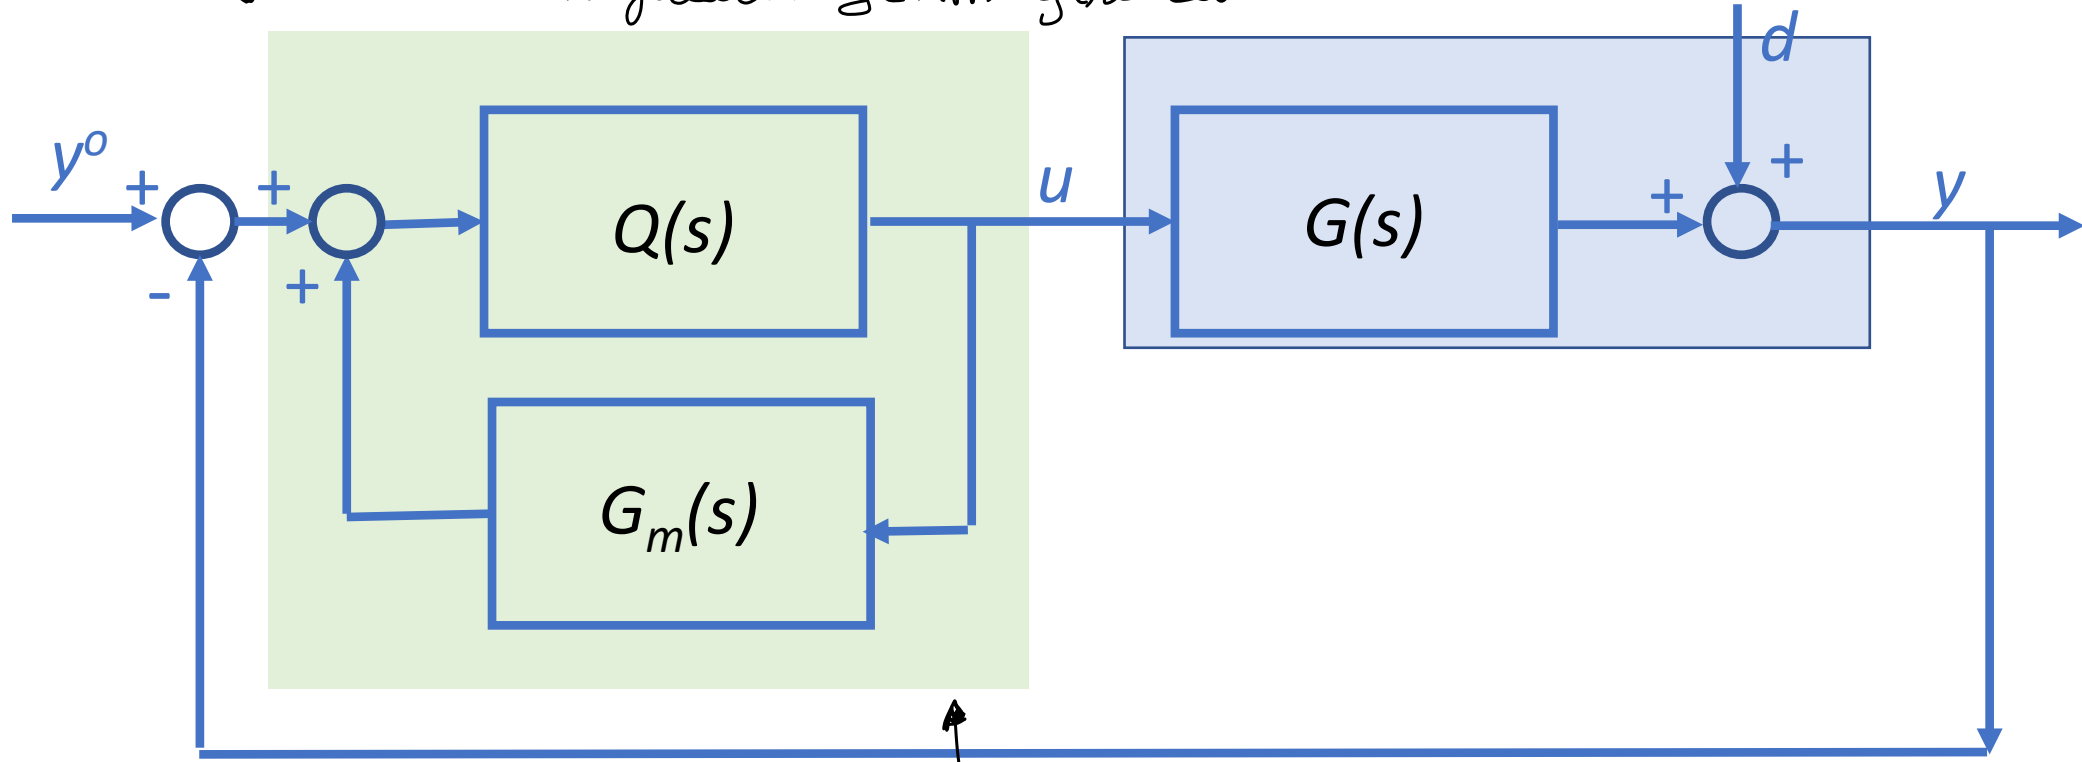 d
y^o + + Q(s) u G(s) + + y
- +
G_m(s)